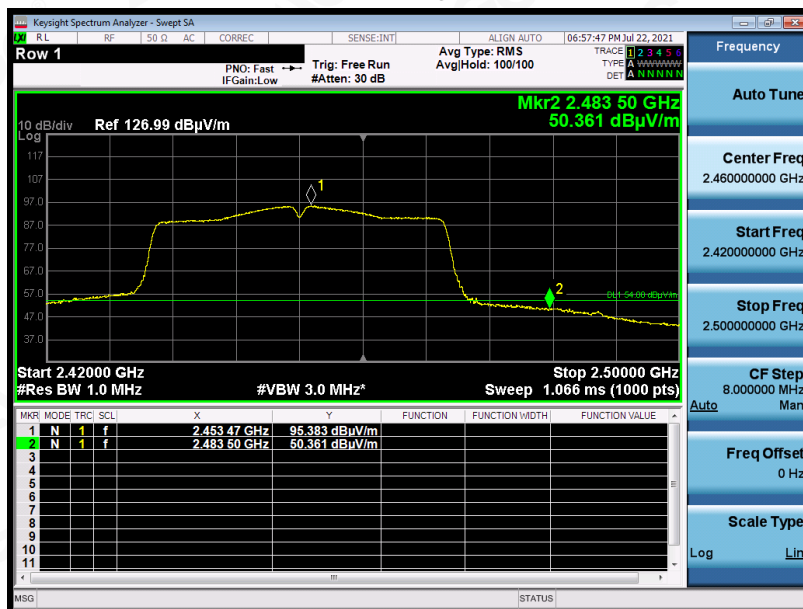 Keysight Spectrum Analyzer - Swept SA
LXI RL RF 50 Ω AC CORREC SENSE:INT ALIGN AUTO 06:57:47 PM Jul 22, 2021
Row 1
PNO: Fast
IFGain:Low
Trig: Free Run
#Atten: 30 dB
Avg Type: RMS
Avg|Hold: 100/100
TRACE 1 2 3 4 5 6
TYPE A WWWWW
DET A N N N N N
Mkr2 2.483 50 GHz
50.361 dBµV/m
10 dB/div Ref 126.99 dBµV/m
Log
117
107
97.0
87.0
77.0
67.0
57.0
47.0
37.0
1
2
DL1 54.00 dBµV/m
Start 2.42000 GHz Stop 2.50000 GHz
#Res BW 1.0 MHz #VBW 3.0 MHz* Sweep 1.066 ms (1000 pts)
MKR MODE TRC SCL X Y FUNCTION FUNCTION WIDTH FUNCTION VALUE
1 N 1 f 2.453 47 GHz 95.383 dBµV/m
2 N 1 f 2.483 50 GHz 50.361 dBµV/m
3
4
5
6
7
8
9
10
11
MSG STATUS
Frequency
Auto Tune
Center Freq
2.460000000 GHz
Start Freq
2.420000000 GHz
Stop Freq
2.500000000 GHz
CF Step
8.000000 MHz
Auto Man
Freq Offset
0 Hz
Scale Type
Log Lin